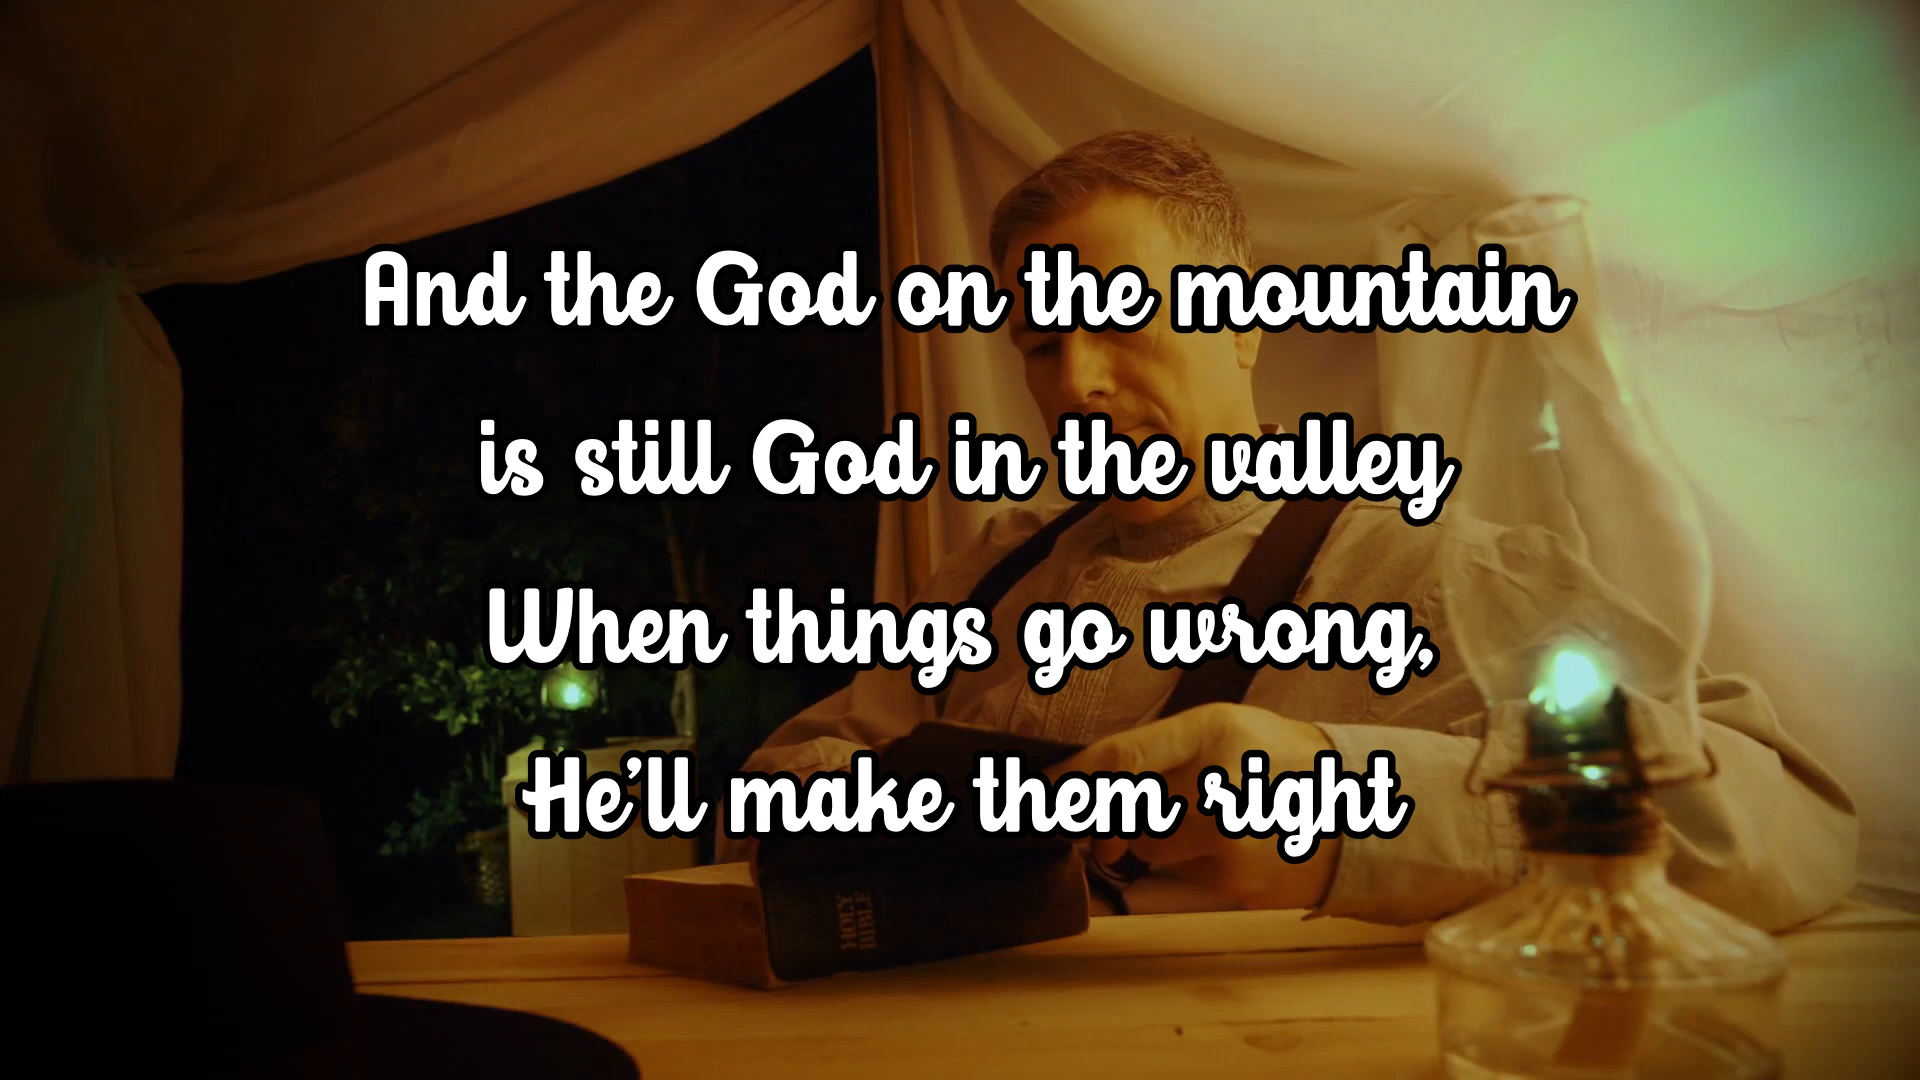 And the God on the mountain
is still God in the valley
When things go wrong,
He'll make them right
HOLY
BIBLE